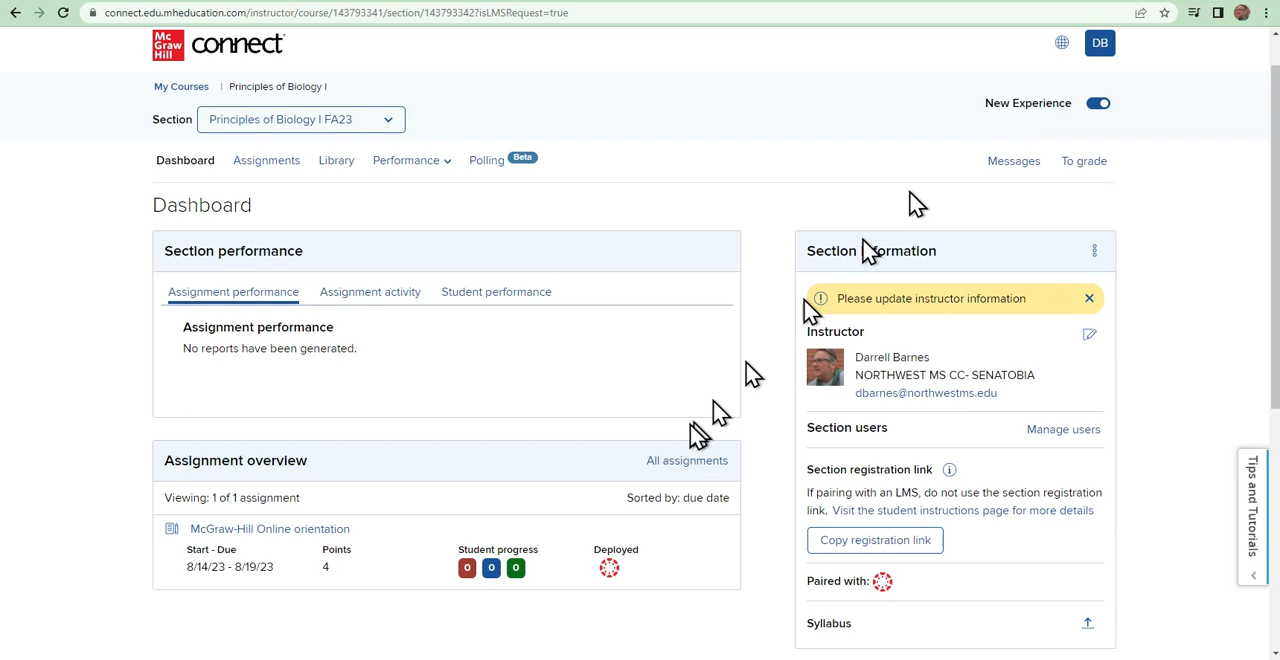 connect.edu.mheducation.com/instructor/course/143793341/section/143793342?isLMSRequest=true
Mc
Graw
Hill
connect
DB
My Courses | Principles of Biology I
New Experience
Section Principles of Biology I FA23
Dashboard Assignments Library Performance Polling Beta
Messages To grade
Dashboard
Section performance
Assignment performance Assignment activity Student performance
Assignment performance
No reports have been generated.
Assignment overview All assignments
Viewing: 1 of 1 assignment Sorted by: due date
McGraw-Hill Online orientation
Start - Due Points Student progress Deployed
8/14/23 - 8/19/23 4 0 0 0
Section information
Please update instructor information
Instructor
Darrell Barnes
NORTHWEST MS CC- SENATOBIA
dbarnes@northwestms.edu
Section users Manage users
Section registration link
If pairing with an LMS, do not use the section registration
link. Visit the student instructions page for more details
Copy registration link
Paired with:
Syllabus
Tips and Tutorials